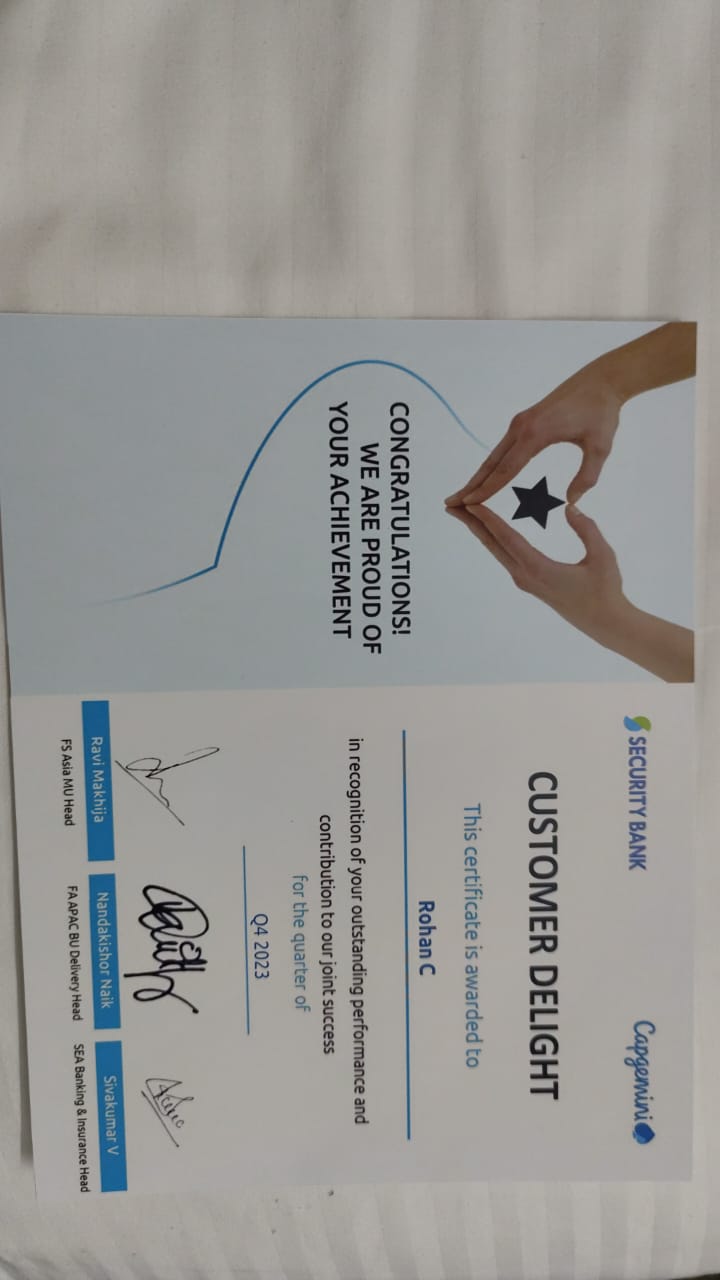 CONGRATULATIONS!
WE ARE PROUD OF
YOUR ACHIEVEMENT
SECURITY BANK
Capgemini
CUSTOMER DELIGHT
This certificate is awarded to
Rohan C
in recognition of your outstanding performance and
contribution to our joint success
for the quarter of
Q4 2023
Ravi Makhija
FS Asia MU Head
Nandakishor Naik
FA APAC BU Delivery Head
Sivakumar V
SEA Banking & Insurance Head